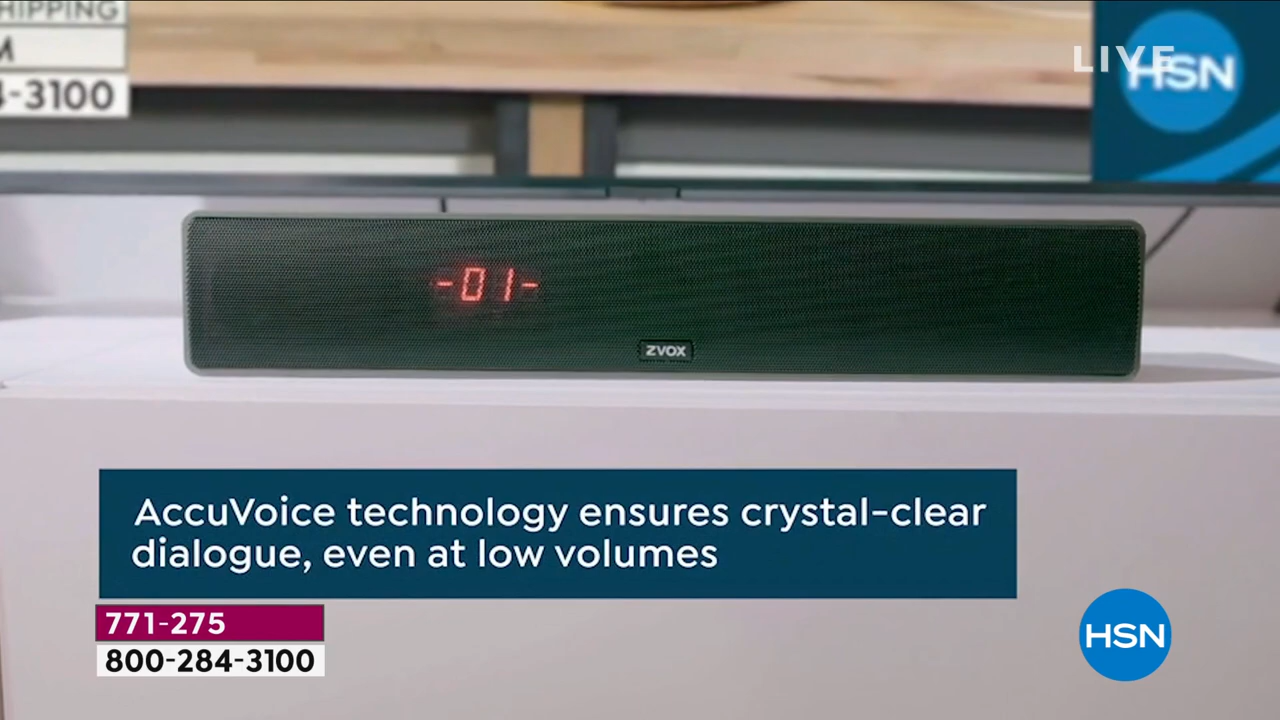 HIPPING
M
4-3100
LIVE
HSN
-01-
ZVOX
AccuVoice technology ensures crystal-clear
dialogue, even at low volumes
771-275
800-284-3100
HSN